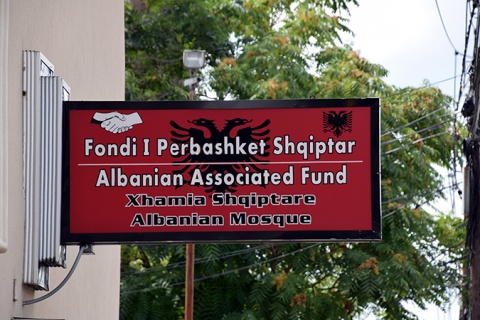 Fondi I Perbashket Shqiptar
Albanian Associated Fund
Xhamia Shqiptare
Albanian Mosque